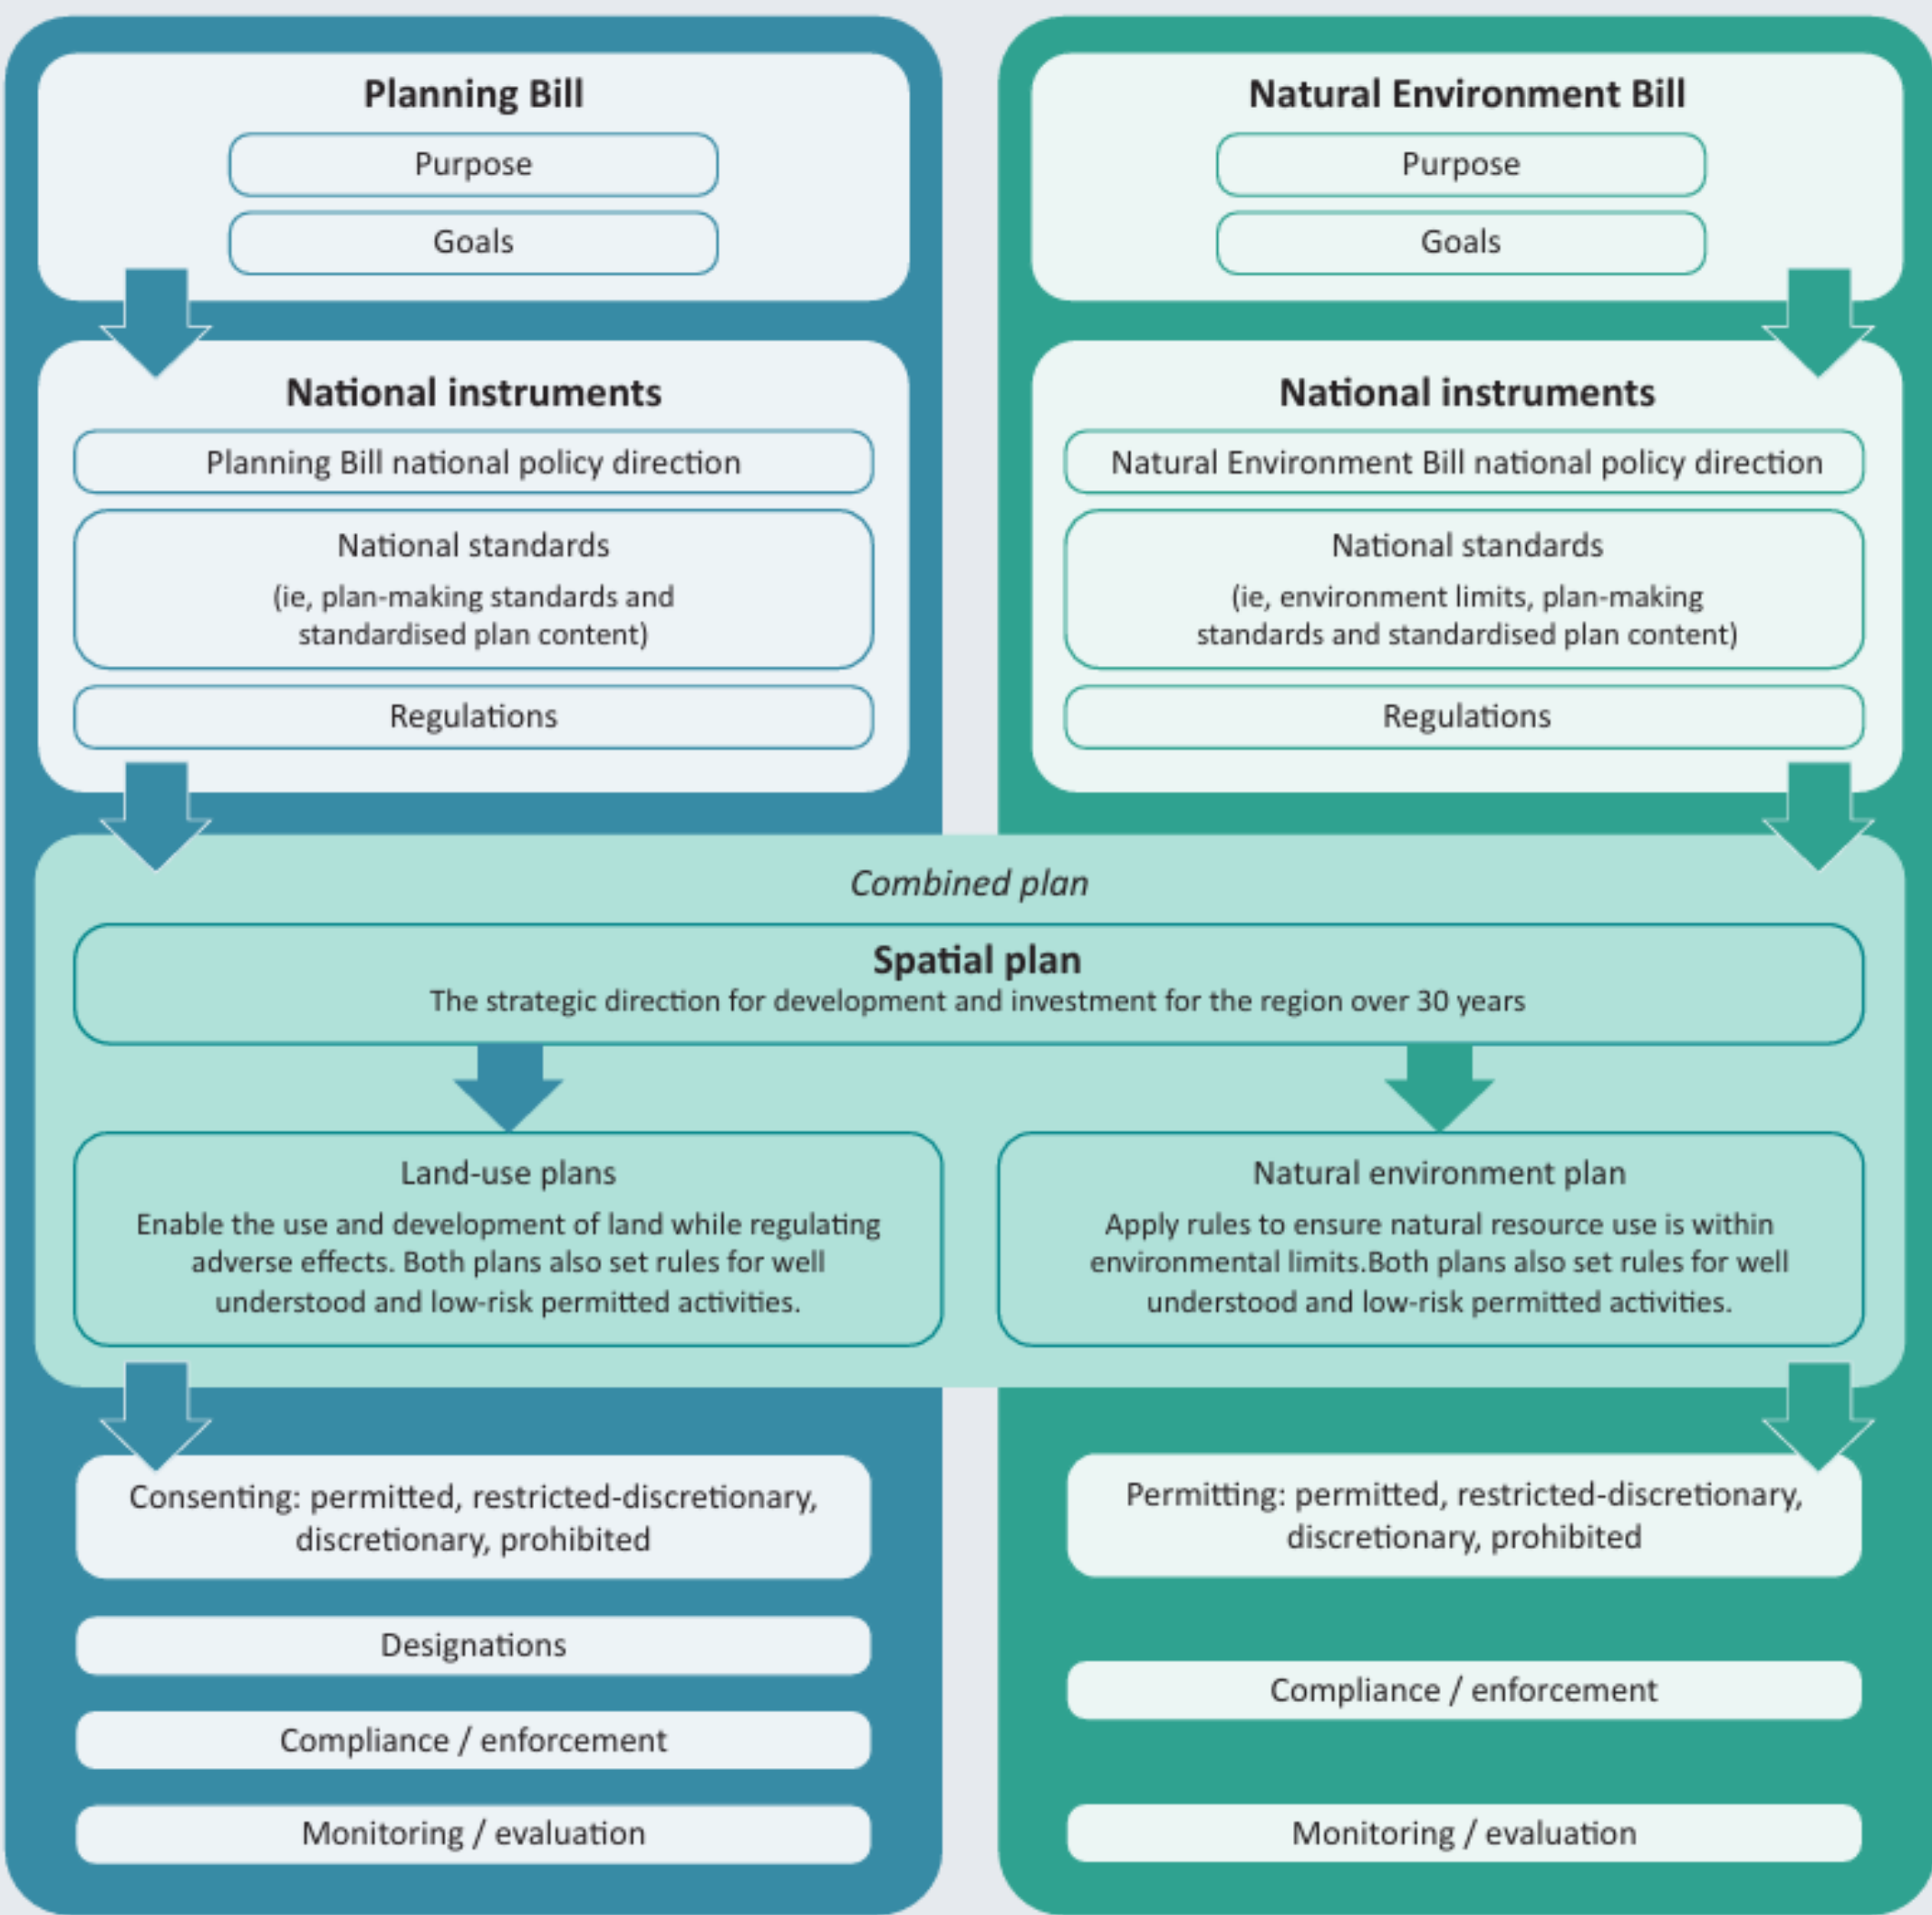 Planning Bill
Purpose
Goals
National instruments
Planning Bill national policy direction
National standards
(ie, plan-making standards and
standardised plan content)
Regulations
Natural Environment Bill
Purpose
Goals
National instruments
Natural Environment Bill national policy direction
National standards
(ie, environment limits, plan-making
standards and standardised plan content)
Regulations
Combined plan
Spatial plan
The strategic direction for development and investment for the region over 30 years
Land-use plans
Enable the use and development of land while regulating
adverse effects. Both plans also set rules for well
understood and low-risk permitted activities.
Natural environment plan
Apply rules to ensure natural resource use is within
environmental limits.Both plans also set rules for well
understood and low-risk permitted activities.
Consenting: permitted, restricted-discretionary,
discretionary, prohibited
Designations
Compliance / enforcement
Monitoring / evaluation
Permitting: permitted, restricted-discretionary,
discretionary, prohibited
Compliance / enforcement
Monitoring / evaluation